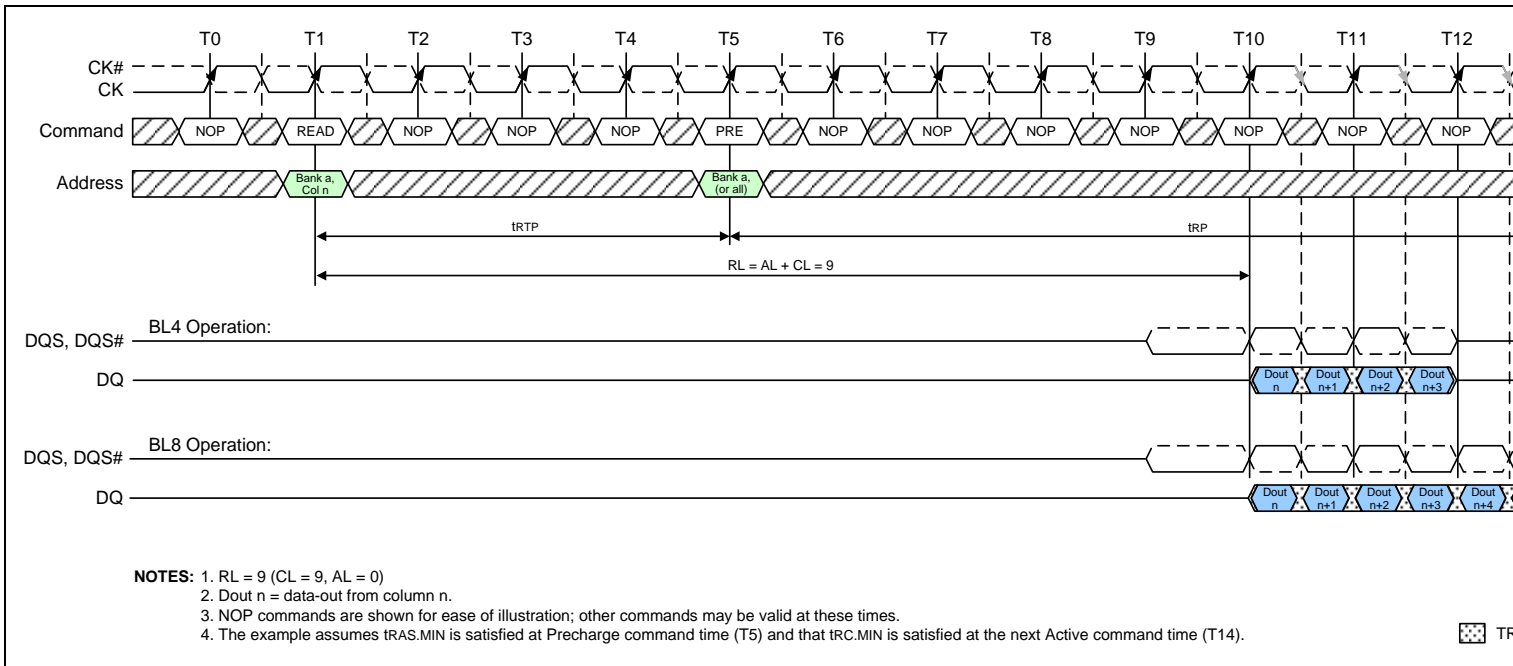 T0 T1 T2 T3 T4 T5 T6 T7 T8 T9 T10 T11 T12
CK#
CK
Command NOP READ NOP NOP NOP PRE NOP NOP NOP NOP NOP NOP NOP
Address Bank a, Col n Bank a, (or all)
tRTP tRP
RL = AL + CL = 9
BL4 Operation:
DQS, DQS#
DQ Dout n Dout n+1 Dout n+2 Dout n+3
BL8 Operation:
DQS, DQS#
DQ Dout n Dout n+1 Dout n+2 Dout n+3 Dout n+4
NOTES: 1. RL = 9 (CL = 9, AL = 0)
2. Dout n = data-out from column n.
3. NOP commands are shown for ease of illustration; other commands may be valid at these times.
4. The example assumes tRAS.MIN is satisfied at Precharge command time (T5) and that tRC.MIN is satisfied at the next Active command time (T14).